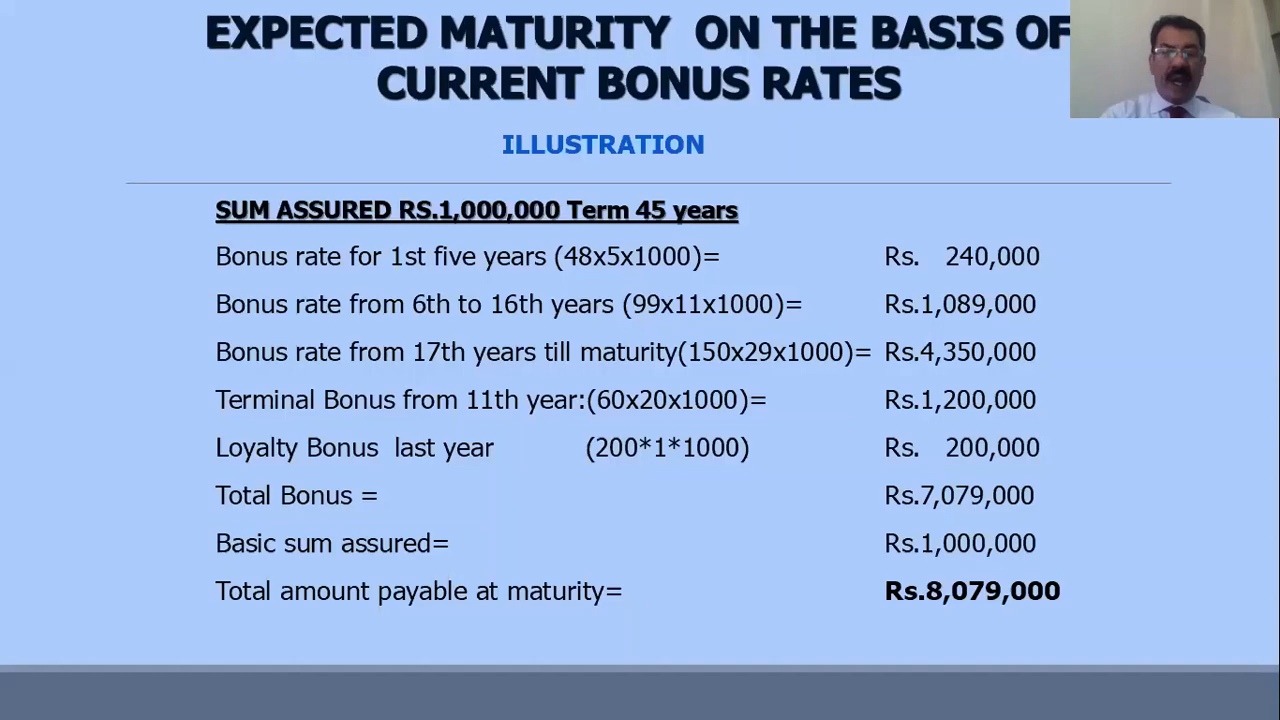 EXPECTED MATURITY ON THE BASIS OF
CURRENT BONUS RATES
ILLUSTRATION
SUM ASSURED RS.1,000,000 Term 45 years
Bonus rate for 1st five years (48x5x1000)= Rs. 240,000
Bonus rate from 6th to 16th years (99x11x1000)= Rs.1,089,000
Bonus rate from 17th years till maturity(150x29x1000)= Rs.4,350,000
Terminal Bonus from 11th year:(60x20x1000)= Rs.1,200,000
Loyalty Bonus last year (200*1*1000) Rs. 200,000
Total Bonus = Rs.7,079,000
Basic sum assured= Rs.1,000,000
Total amount payable at maturity= Rs.8,079,000